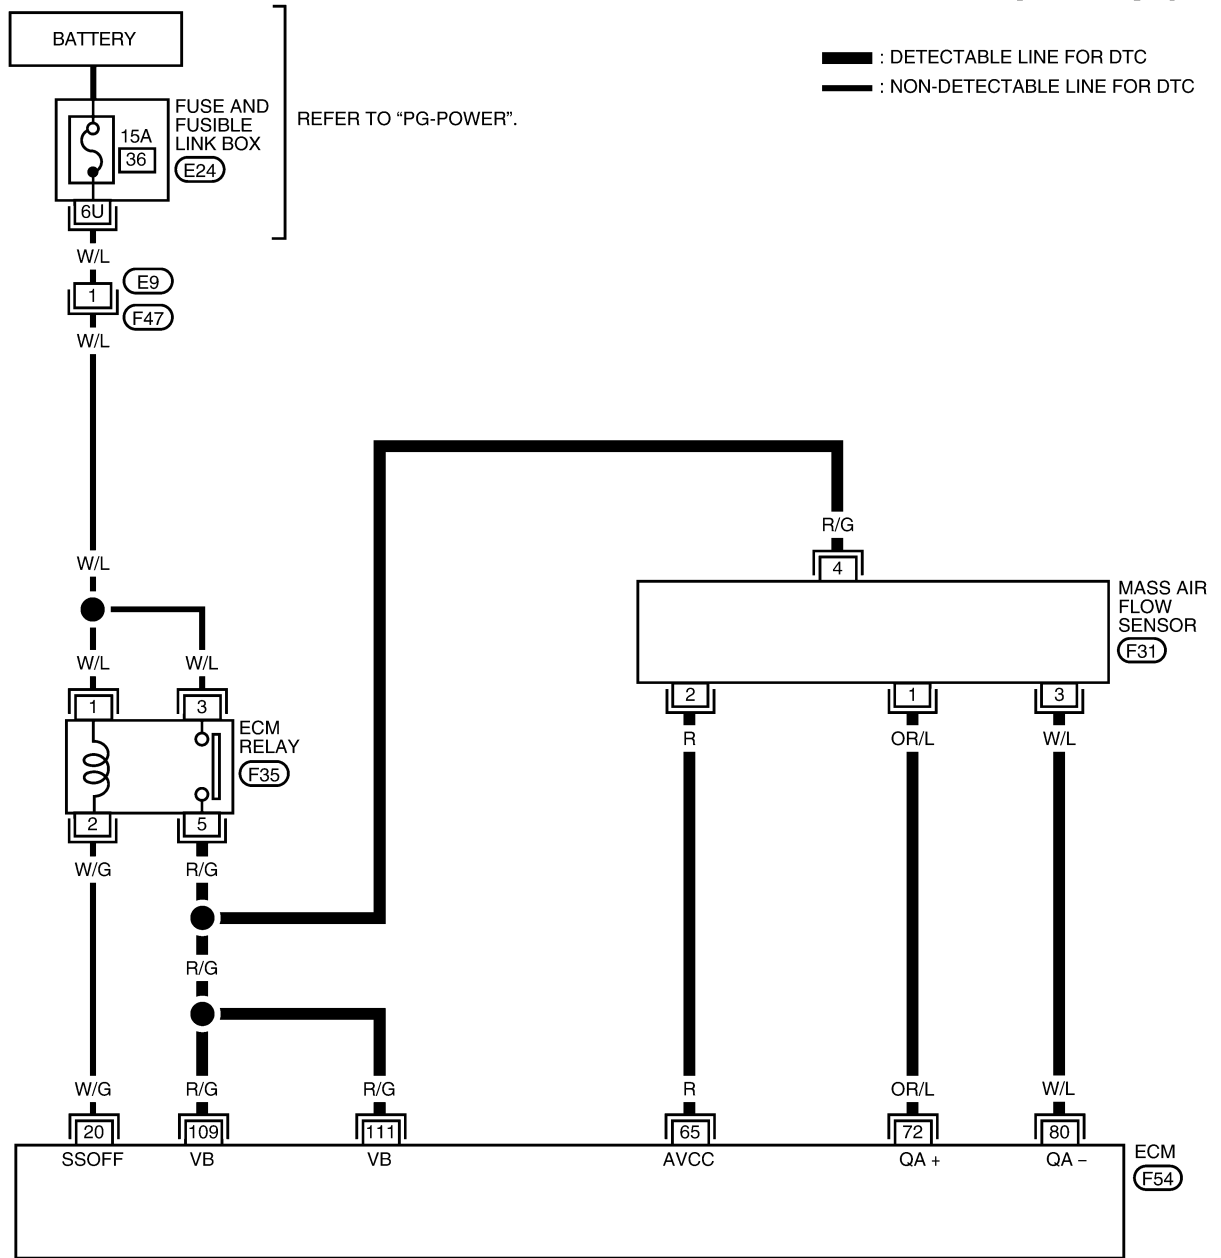 BATTERY
: DETECTABLE LINE FOR DTC
: NON-DETECTABLE LINE FOR DTC
FUSE AND
FUSIBLE
LINK BOX
E24
15A
36
REFER TO “PG-POWER”.
6U
W/L
E9
1
F47
W/L
R/G
4
MASS AIR
FLOW
SENSOR
F31
W/L
W/L
W/L
2
1
3
1
3
ECM
RELAY
F35
R
OR/L
W/L
2
5
W/G
R/G
R/G
W/G
R/G
R/G
R
OR/L
W/L
20
109
111
65
72
80
SSOFF
VB
VB
AVCC
QA +
QA –
ECM
F54